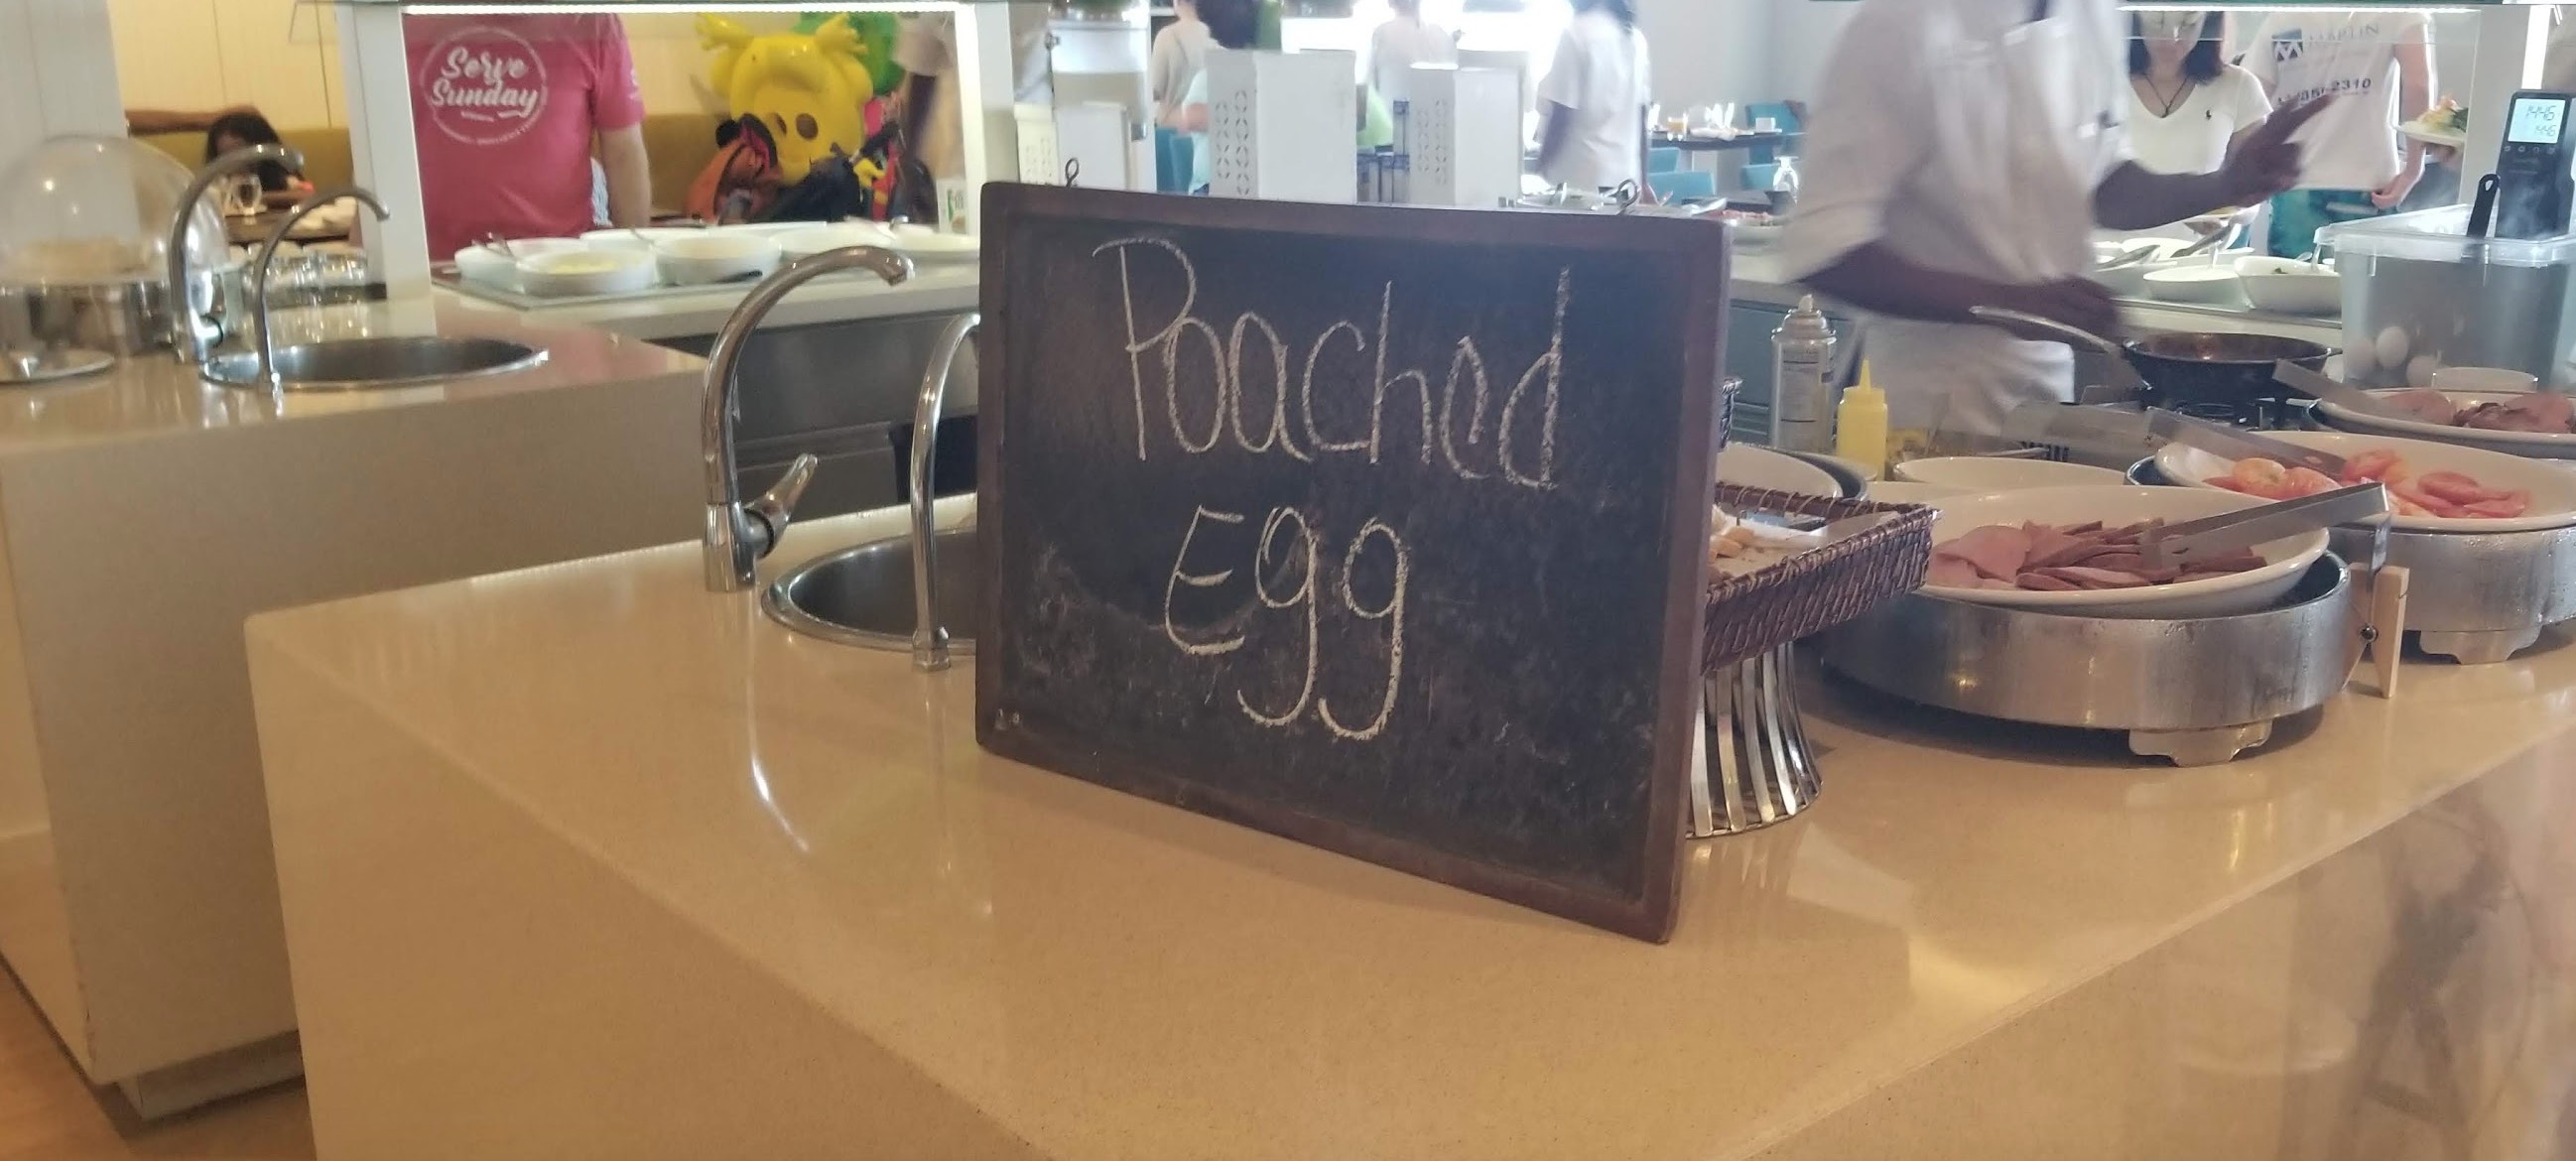 Serve
Sunday
Poached
Egg